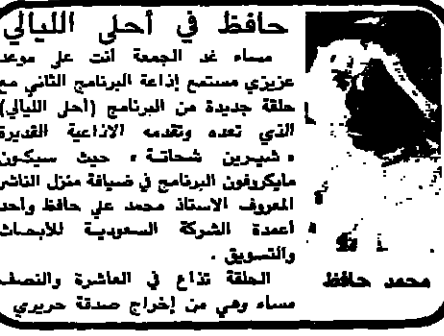 حافظ في أحلى الليالي
مساء غد الجمعة أنت على موعد
عزيزي مستمع إذاعة البرنامج الثاني مع
حلقة جديدة من البرنامج (أحلى الليالي)
الذي تعده وتقدمه الاذاعية القديرة
« شيرين شحاتة » حيث سيكون
مايكروفون البرنامج في ضيافة منزل الناشر
المعروف الاستاذ محمد علي حافظ واحد
أعمدة الشركة السعودية للأبحاث
والتسويق .
الحلقة تذاع في العاشرة والنصف
مساء وهي من إخراج صدقة حريري
محمد حافظ